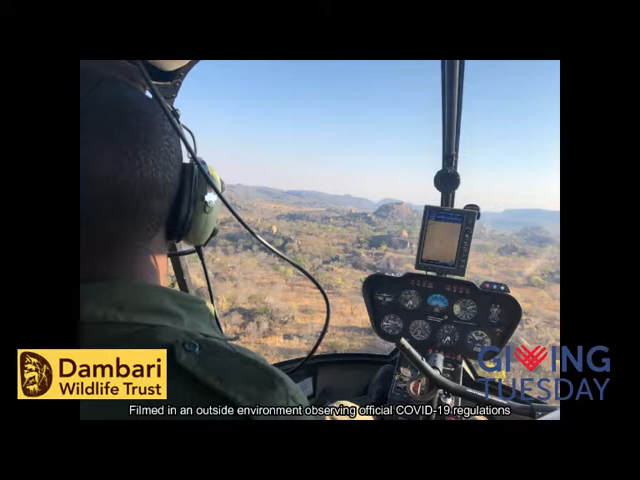 Dambari
Wildlife Trust
GIVING
TUESDAY
Filmed in an outside environment observing official COVID-19 regulations